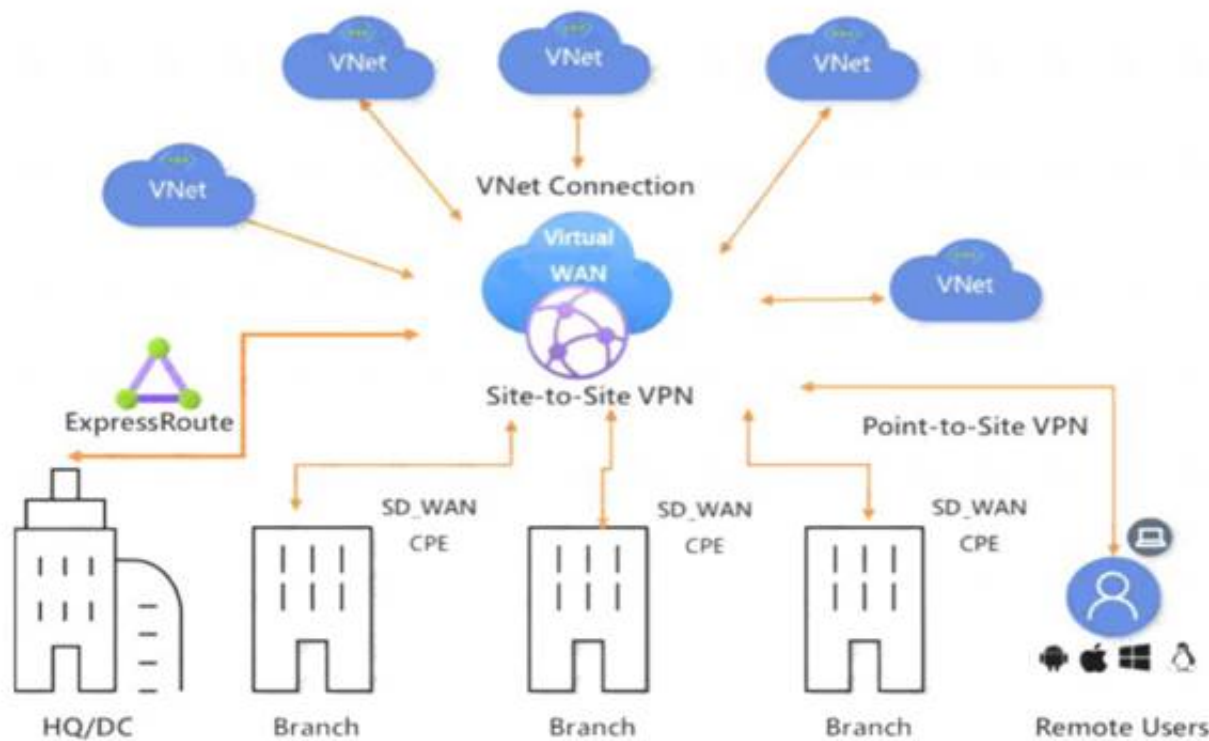 VNet
VNet
VNet
VNet
VNet Connection
Virtual
WAN
VNet
ExpressRoute
Site-to-Site VPN
Point-to-Site VPN
SD_WAN
CPE
SD_WAN
CPE
SD_WAN
CPE
HQ/DC
Branch
Branch
Branch
Remote Users